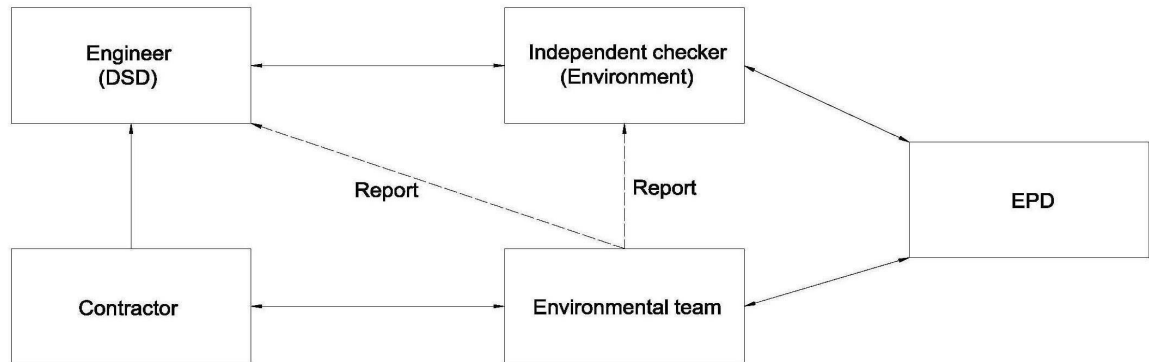 Engineer
(DSD)
Independent checker
(Environment)
EPD
Report
Report
Contractor
Environmental team